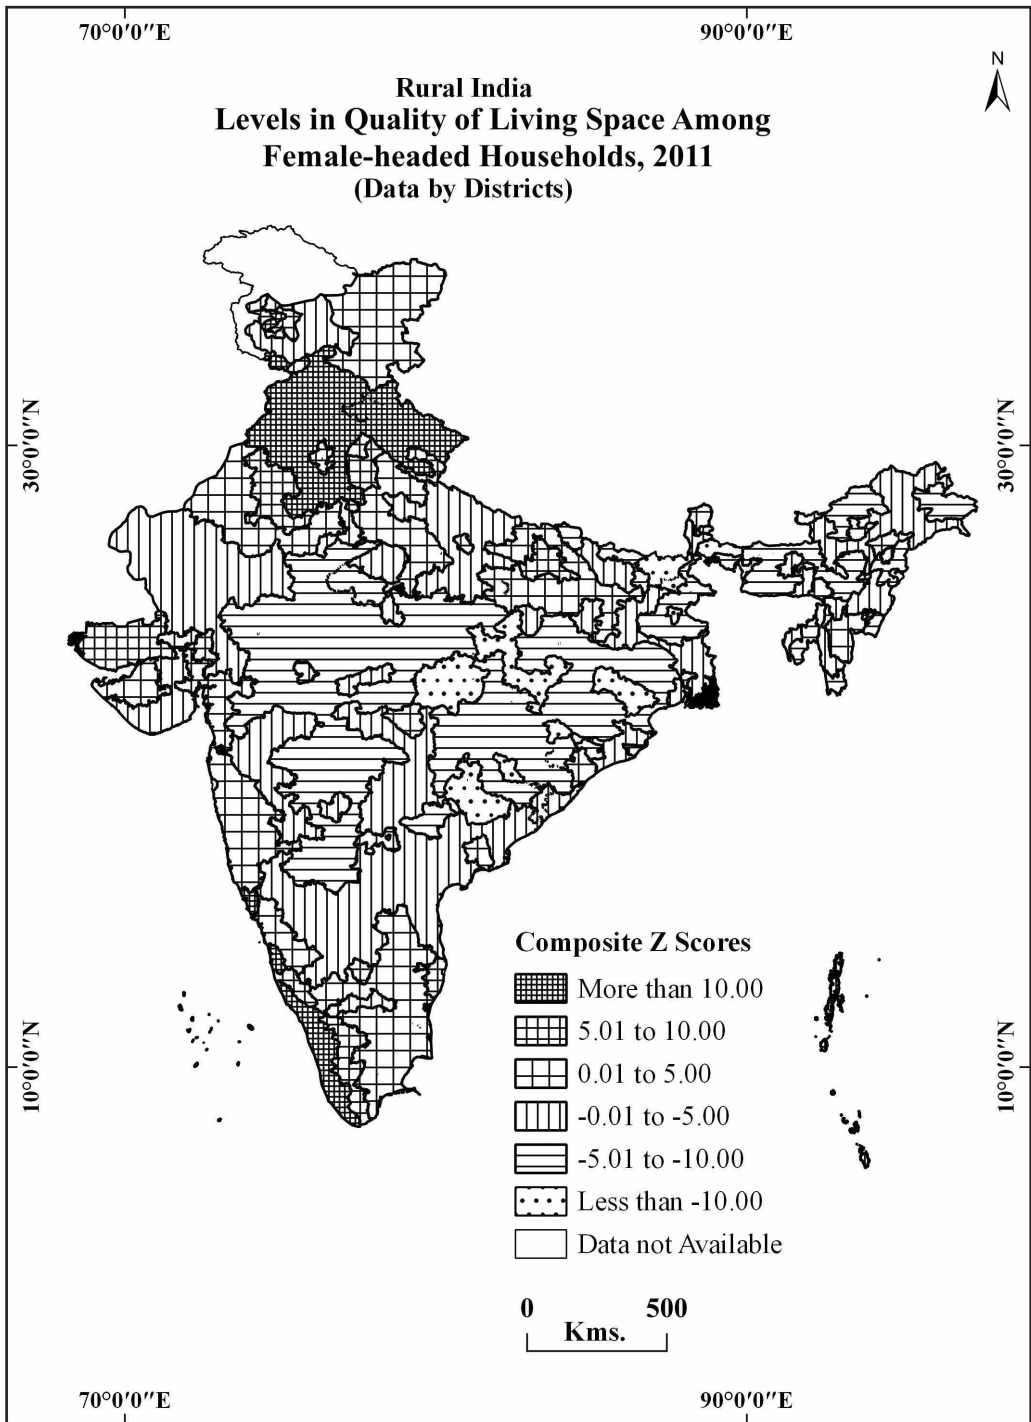 70°0'0"E
90°0'0"E
N
Rural India
Levels in Quality of Living Space Among
Female-headed Households, 2011
(Data by Districts)
30°0'0"N
30°0'0"N
Composite Z Scores
More than 10.00
5.01 to 10.00
0.01 to 5.00
-0.01 to -5.00
-5.01 to -10.00
Less than -10.00
Data not Available
10°0'0"N
10°0'0"N
0 500
Kms.
70°0'0"E
90°0'0"E